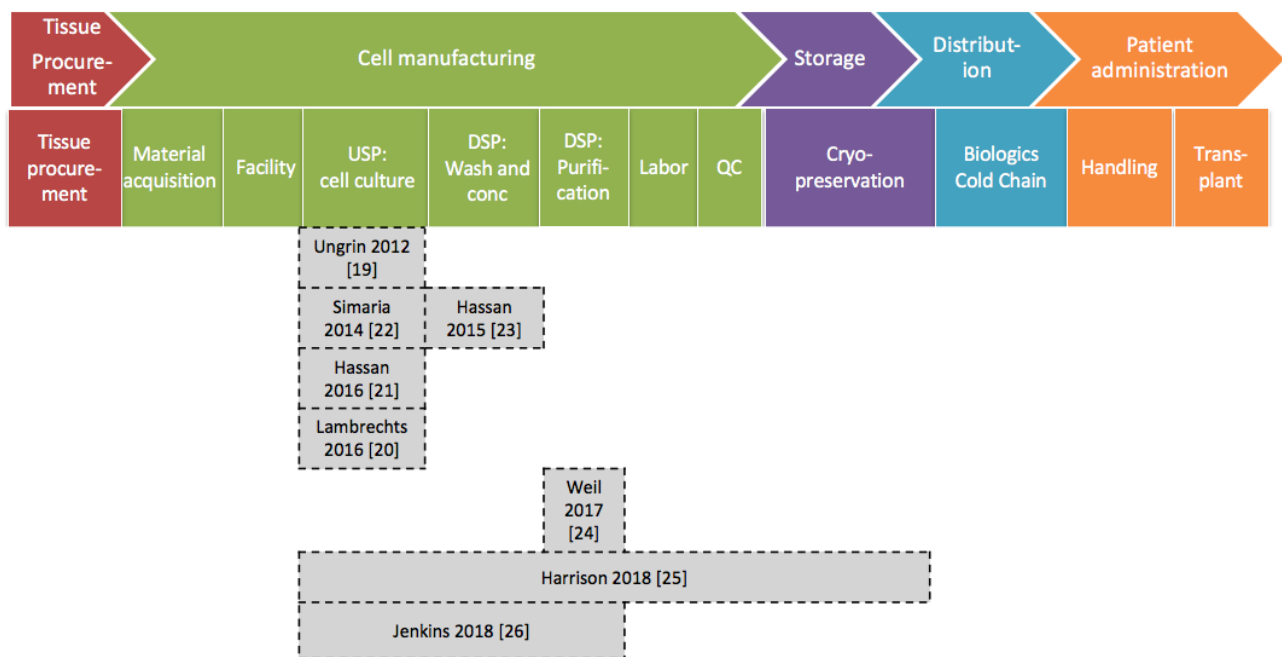 Tissue
Procure-
ment
Cell manufacturing
Storage
Distribut-
ion
Patient
administration
Tissue
procure-
ment
Material
acquisition
Facility
USP:
cell culture
DSP:
Wash and
conc
DSP:
Purifi-
cation
Labor
QC
Cryo-
preservation
Biologics
Cold Chain
Handling
Trans-
plant
Ungrin 2012
[19]
Simaria
2014 [22]
Hassan
2015 [23]
Hassan
2016 [21]
Lambrechts
2016 [20]
Weil
2017
[24]
Harrison 2018 [25]
Jenkins 2018 [26]